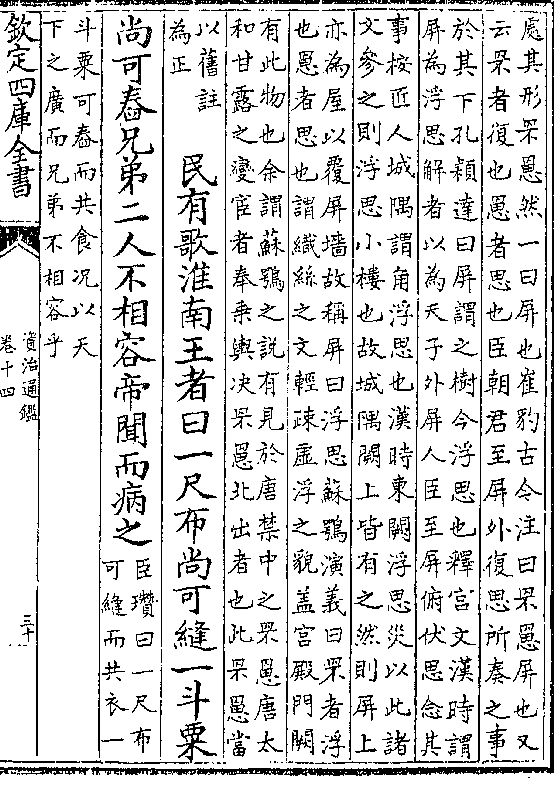 處其形罘罳然一曰屏也崔豹古今注曰罘罳屏也又
云罘者復也罳者思也臣朝君至屏外復思所奏之事
於其下孔穎達曰屏謂之樹今浮思也釋宫文漢時謂
屏為浮思解者以為天子外屏人臣至屏俯伏思念其
事按匠人城隅謂角浮思也漢時東闕浮思災以此諸
文參之則浮思小樓也故城隅闕上皆有之然則屏上
亦為屋以覆屏墻故稱屏曰浮思蘇鶚演義曰罘者浮
也罳者思也謂織絲之文輕疎虛浮之貌蓋宫殿門闕
有此物也余謂蘇鶚之説有見於唐禁中之罘罳唐太
和甘露之變宦者奉乘輿决罘罳北出者也此罘罳當
以舊註
為正
民有歌淮南王者曰一尺布尚可縫一斗粟
尚可舂兄弟二人不相容帝聞而病之
臣瓚曰一尺布
可縫而共衣一
斗粟可舂而共食况以天
下之廣而兄弟不相容乎
欽定四庫全書
資治通鑑
卷十四
三十